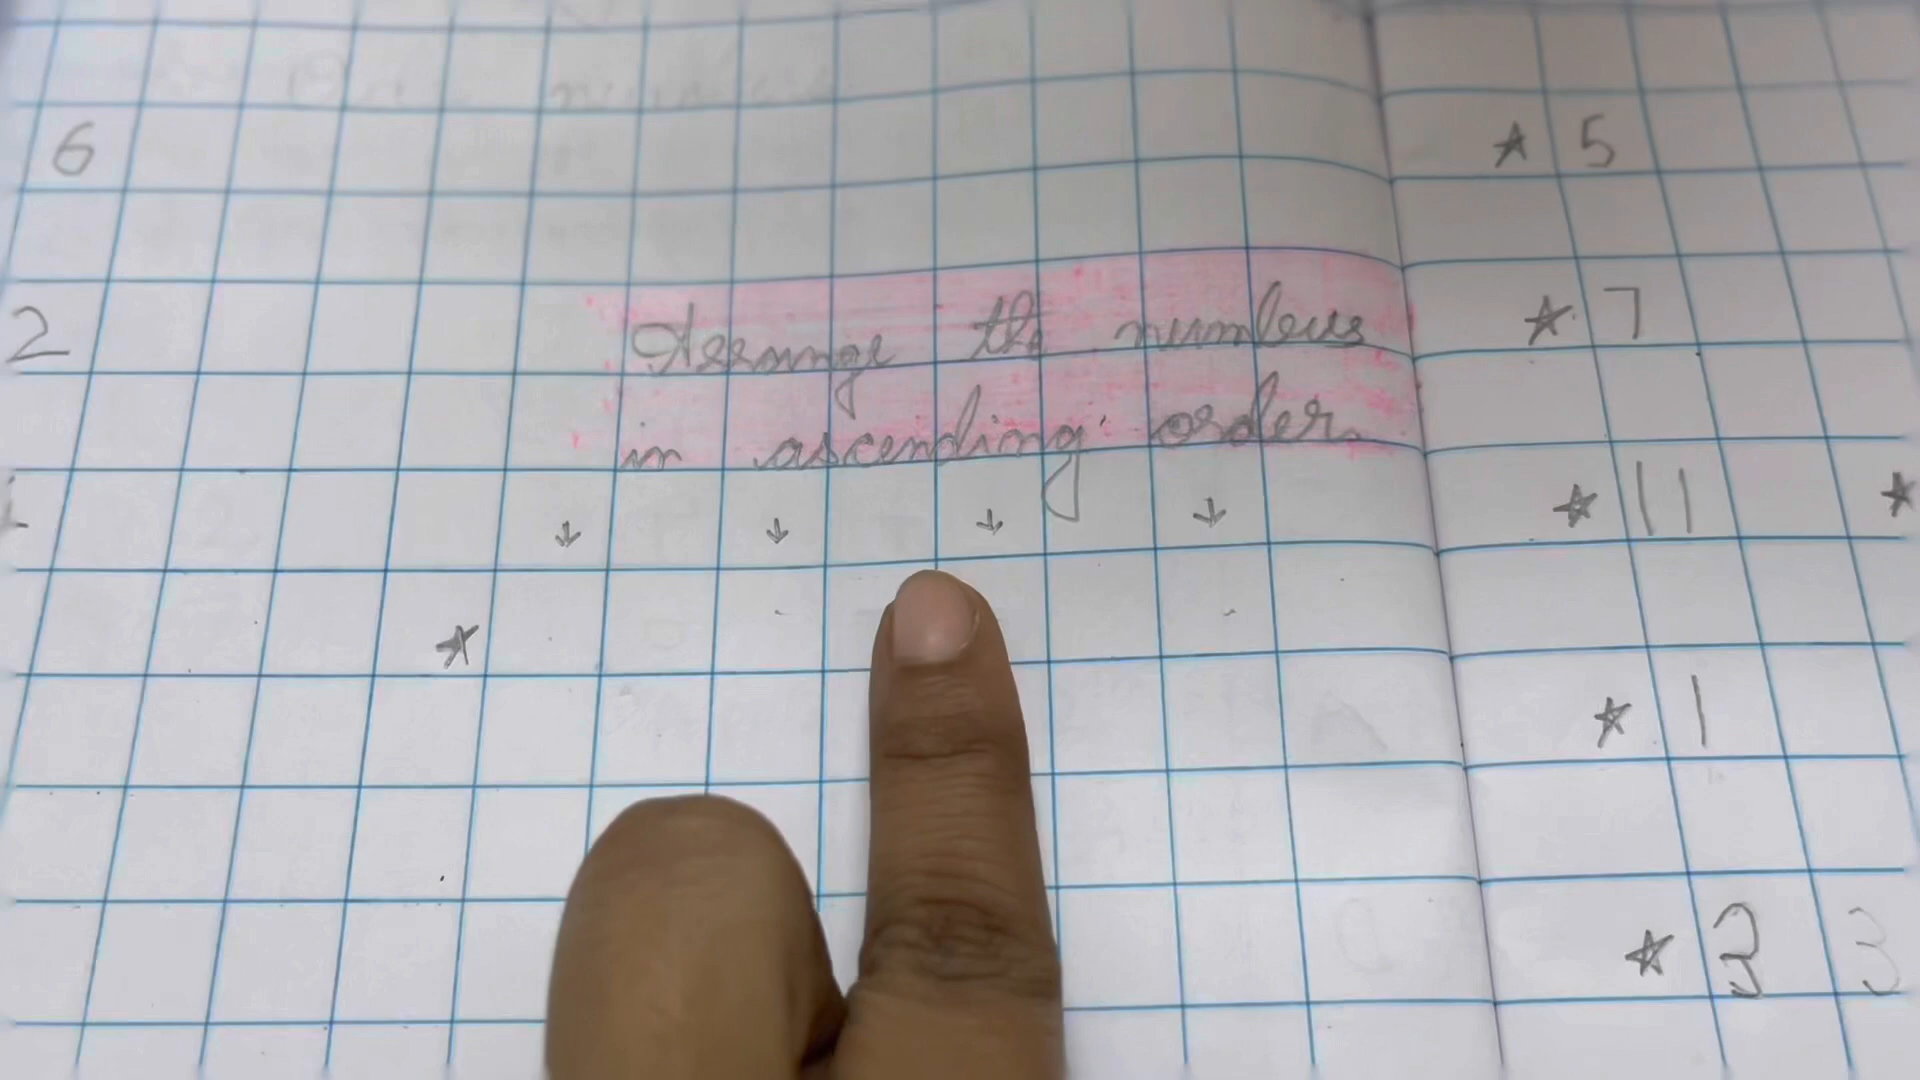 6
2
Arrange the numbers
in ascending order.
↓ ↓ ↓ ↓
★
★ 5
★ 7
★ 11 ★
★ 1
★ 3 3